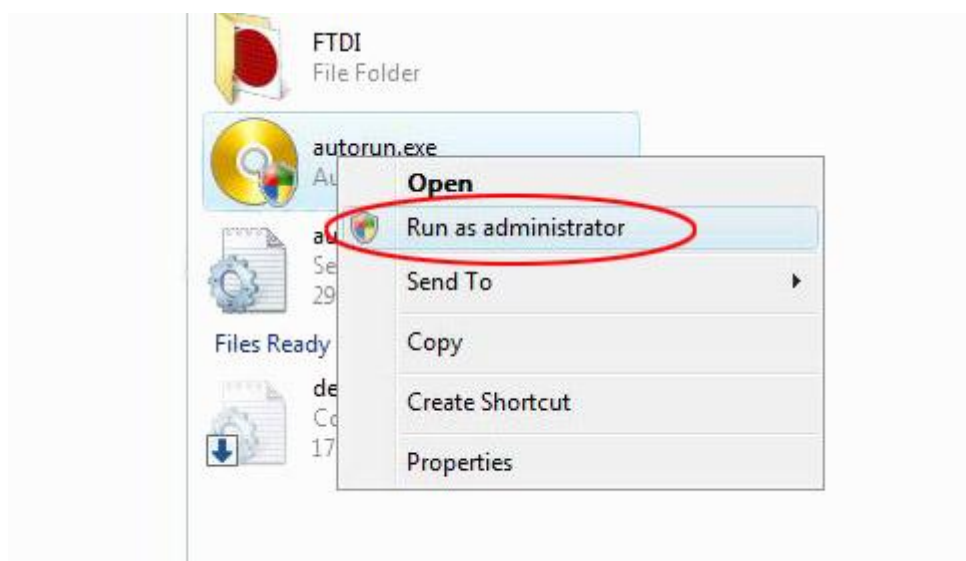 FTDI
File Folder
autorun.exe
Au
Open
Run as administrator
au
Se
29
Send To
Files Ready
Copy
de
Co
17
Create Shortcut
Properties